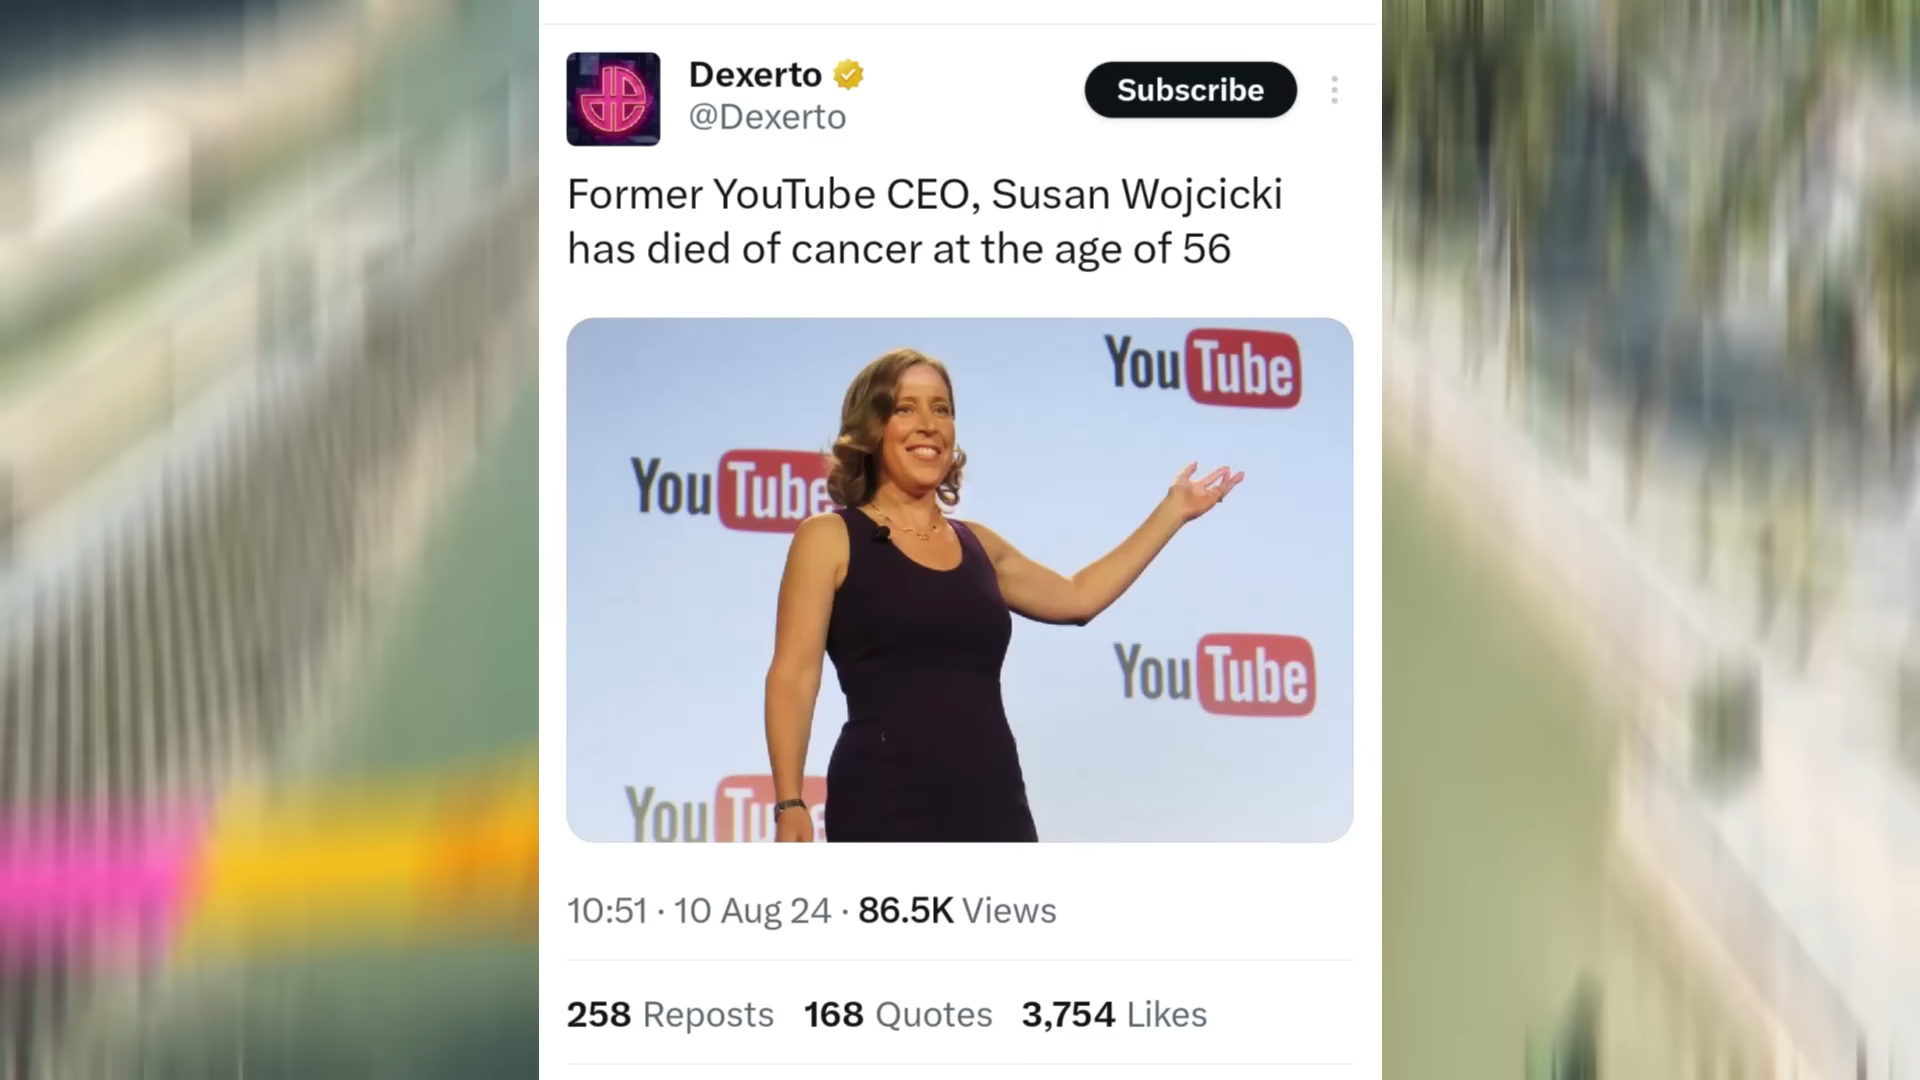 Dexerto
Subscribe
@Dexerto
Former YouTube CEO, Susan Wojcicki
has died of cancer at the age of 56
YouTube
YouTube
YouTube
YouTube
10:51 · 10 Aug 24 · 86.5K Views
258 Reposts 168 Quotes 3,754 Likes